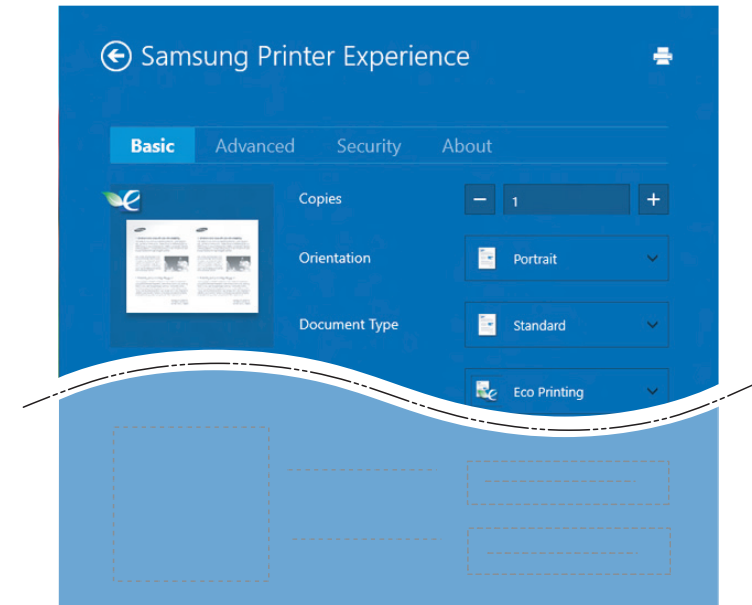 Samsung Printer Experience
Basic Advanced Security About
Copies 1
Orientation Portrait
Document Type Standard
Eco Printing